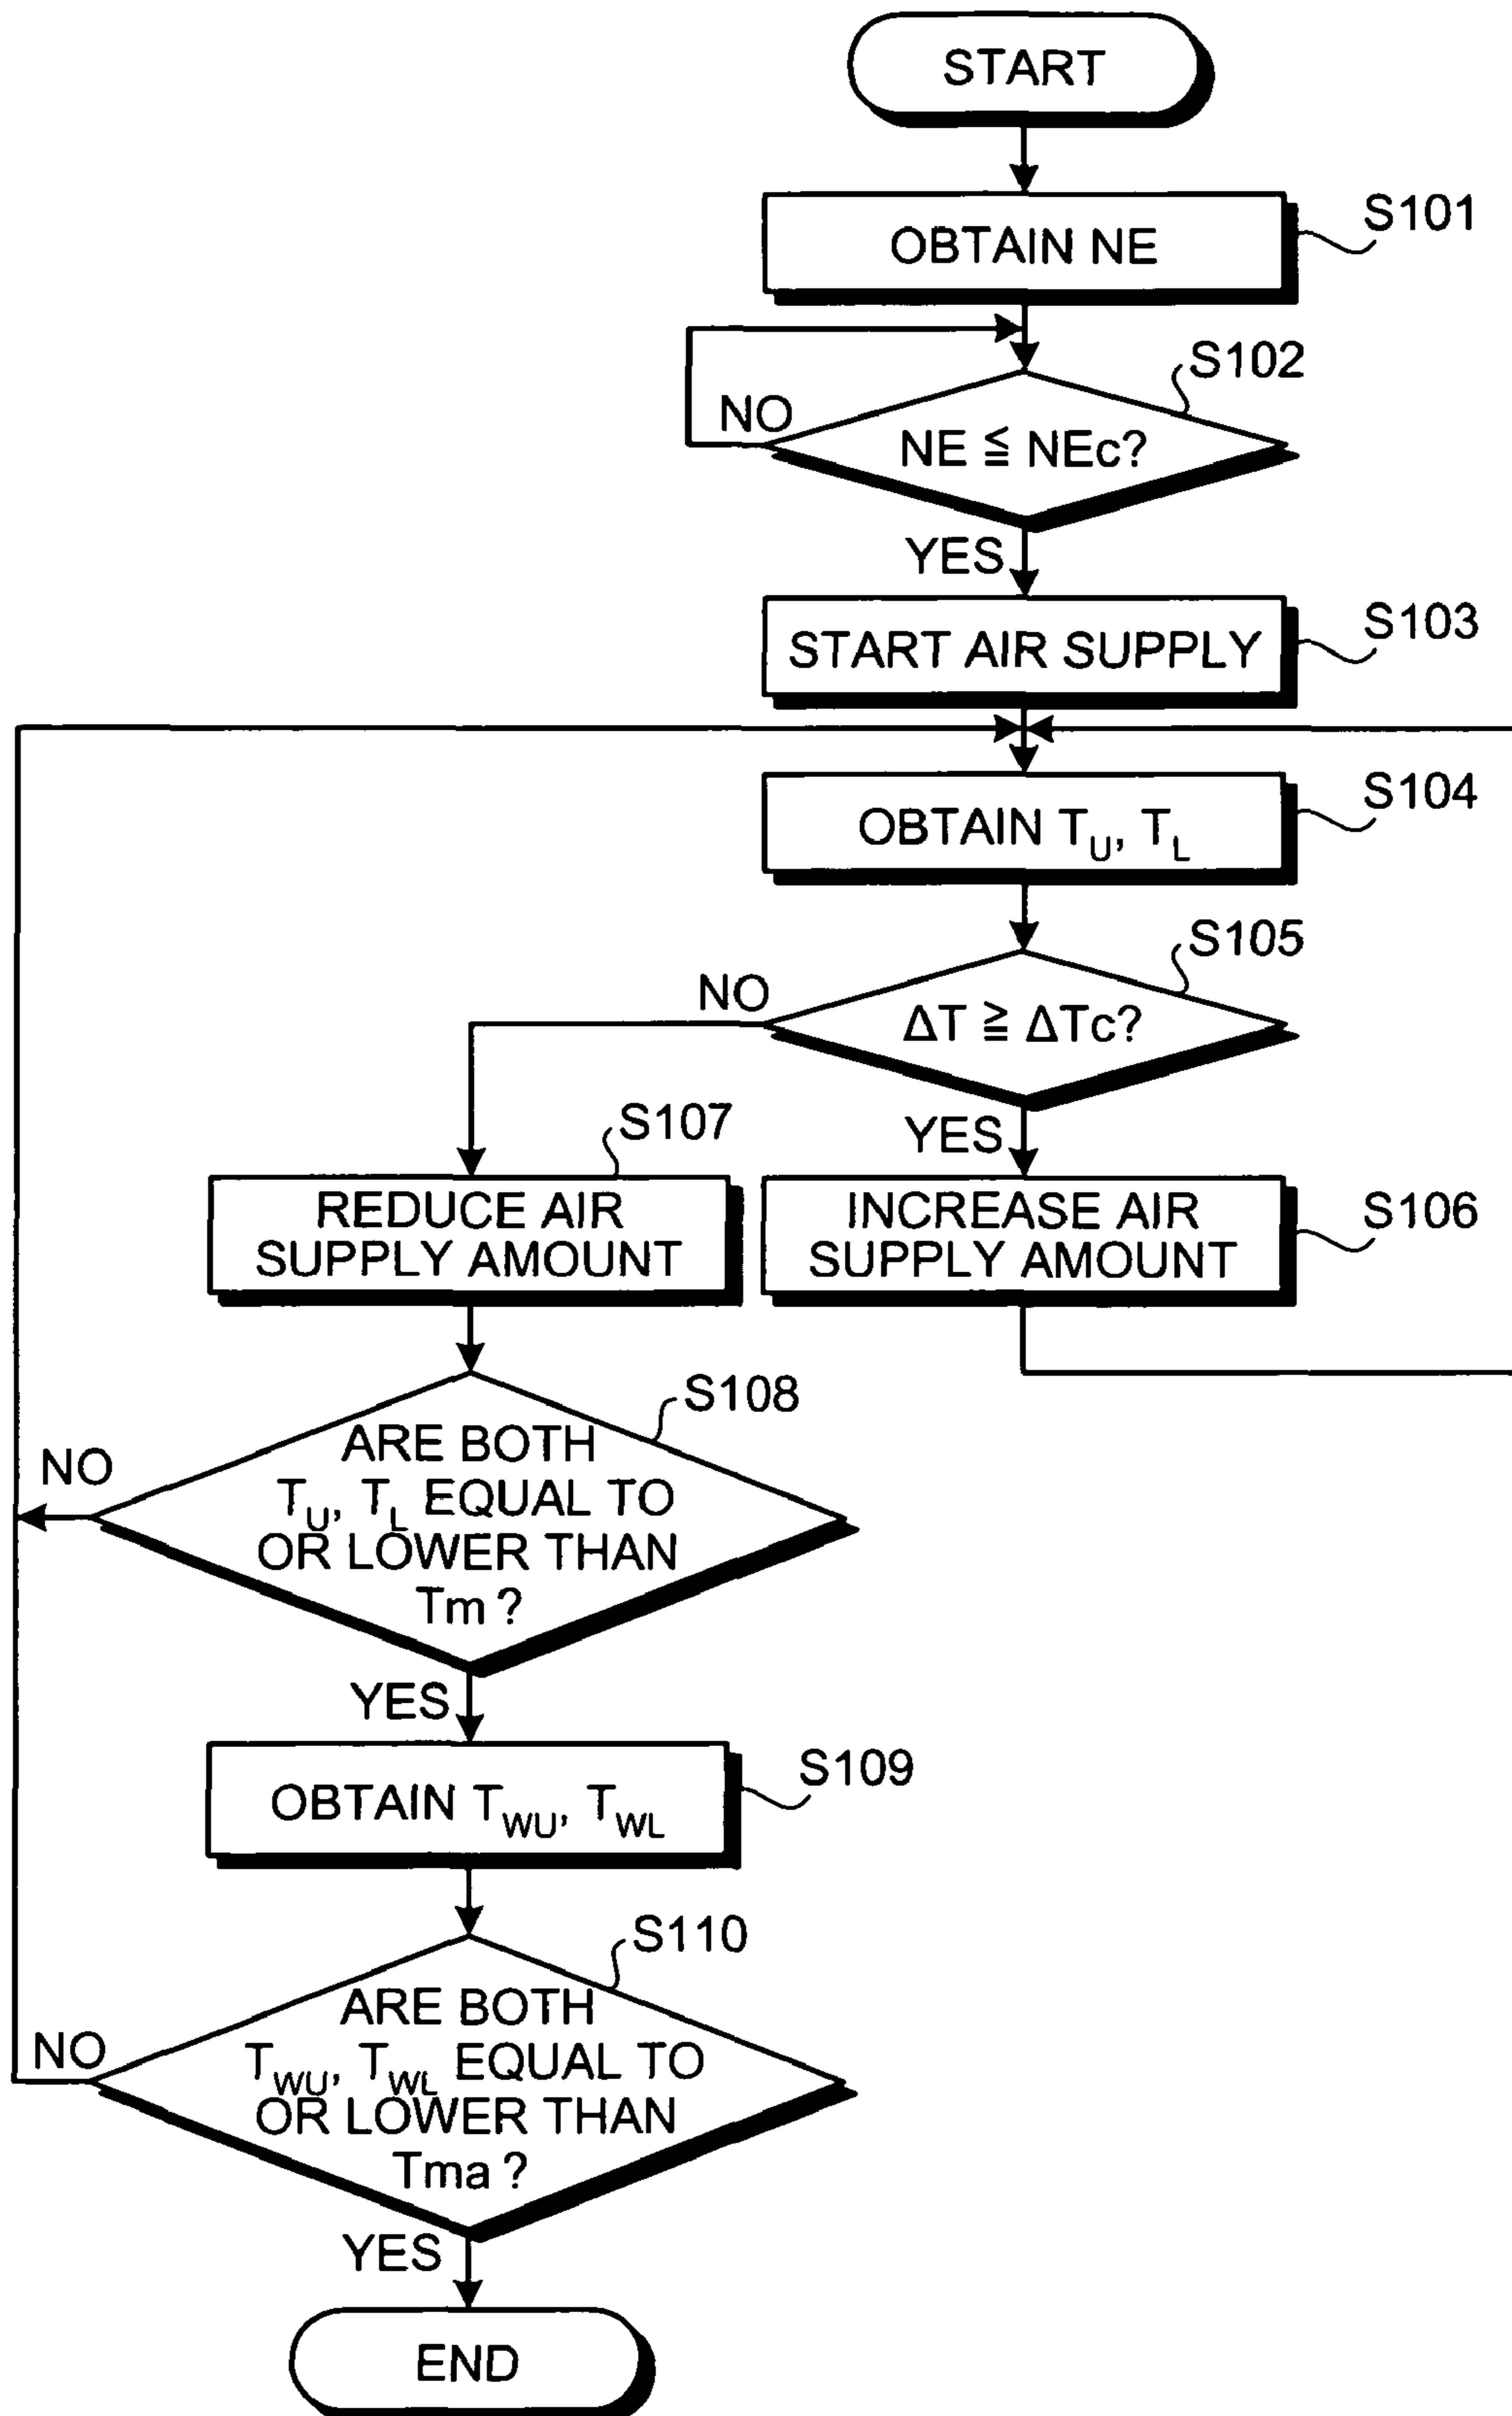 START
OBTAIN NE
S101
S102
NO
NE ≦ NEc?
YES
START AIR SUPPLY
S103
OBTAIN T_U, T_L
S104
S105
NO
ΔT ≧ ΔTc?
YES
S107
REDUCE AIR
SUPPLY AMOUNT
INCREASE AIR
SUPPLY AMOUNT
S106
S108
NO
ARE BOTH
T_U, T_L EQUAL TO
OR LOWER THAN
Tm ?
YES
OBTAIN T_WU, T_WL
S109
S110
NO
ARE BOTH
T_WU, T_WL EQUAL TO
OR LOWER THAN
Tma ?
YES
END